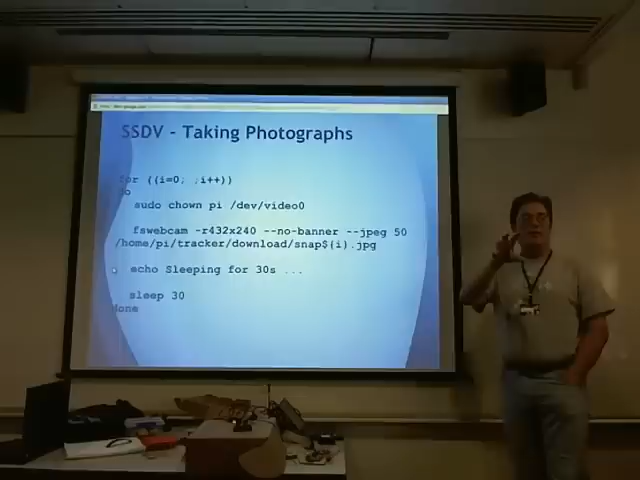 SSDV - Taking Photographs
for ((i=0; ;i++))
do
sudo chown pi /dev/video0
fswebcam -r432x240 --no-banner --jpeg 50
/home/pi/tracker/download/snap${i}.jpg
echo Sleeping for 30s ...
sleep 30
done